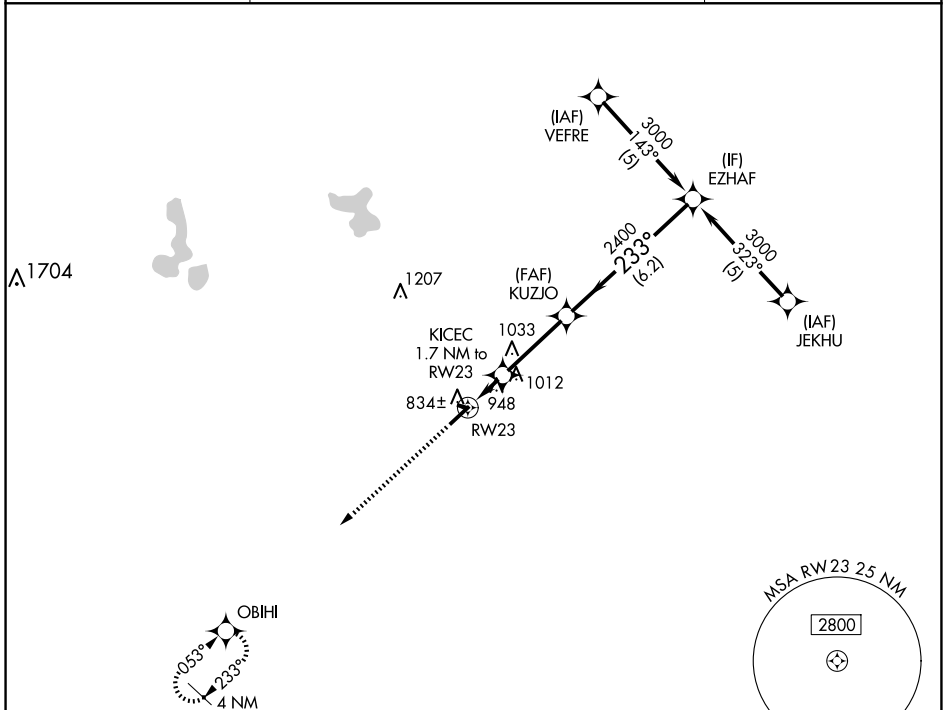 (IAF)
VEFRE
3000
143°
(5)
(IF)
EZHAF
2400
233°
(6.2)
3000
323°
(5)
(IAF)
JEKHU
1704
1207
(FAF)
KUZJO
KICEC
1.7 NM to
RW23
1033
1012
834±
948
RW23
OBIHI
053°
233°
4 NM
MSA RW23 25 NM
2800